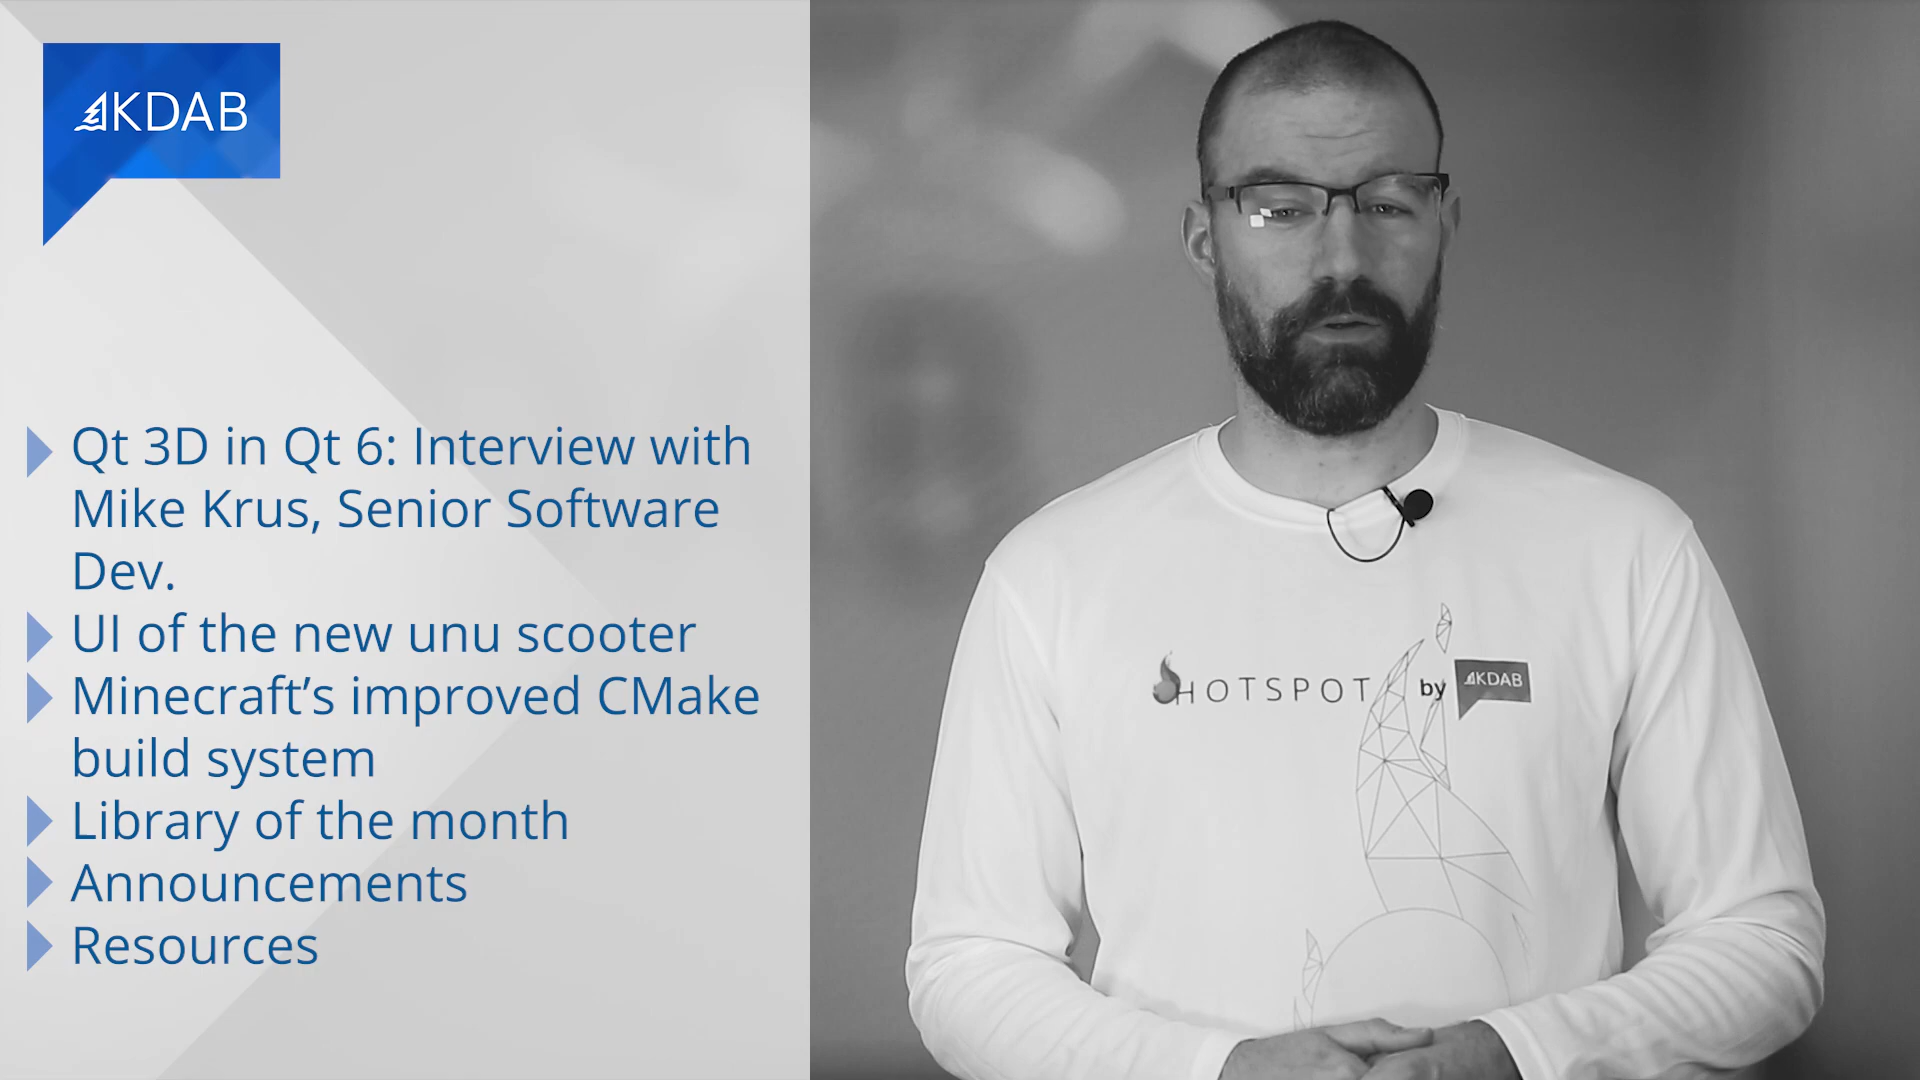 KDAB
Qt 3D in Qt 6: Interview with
Mike Krus, Senior Software
Dev.
UI of the new unu scooter
Minecraft’s improved CMake
build system
Library of the month
Announcements
Resources
HOTSPOT by KDAB